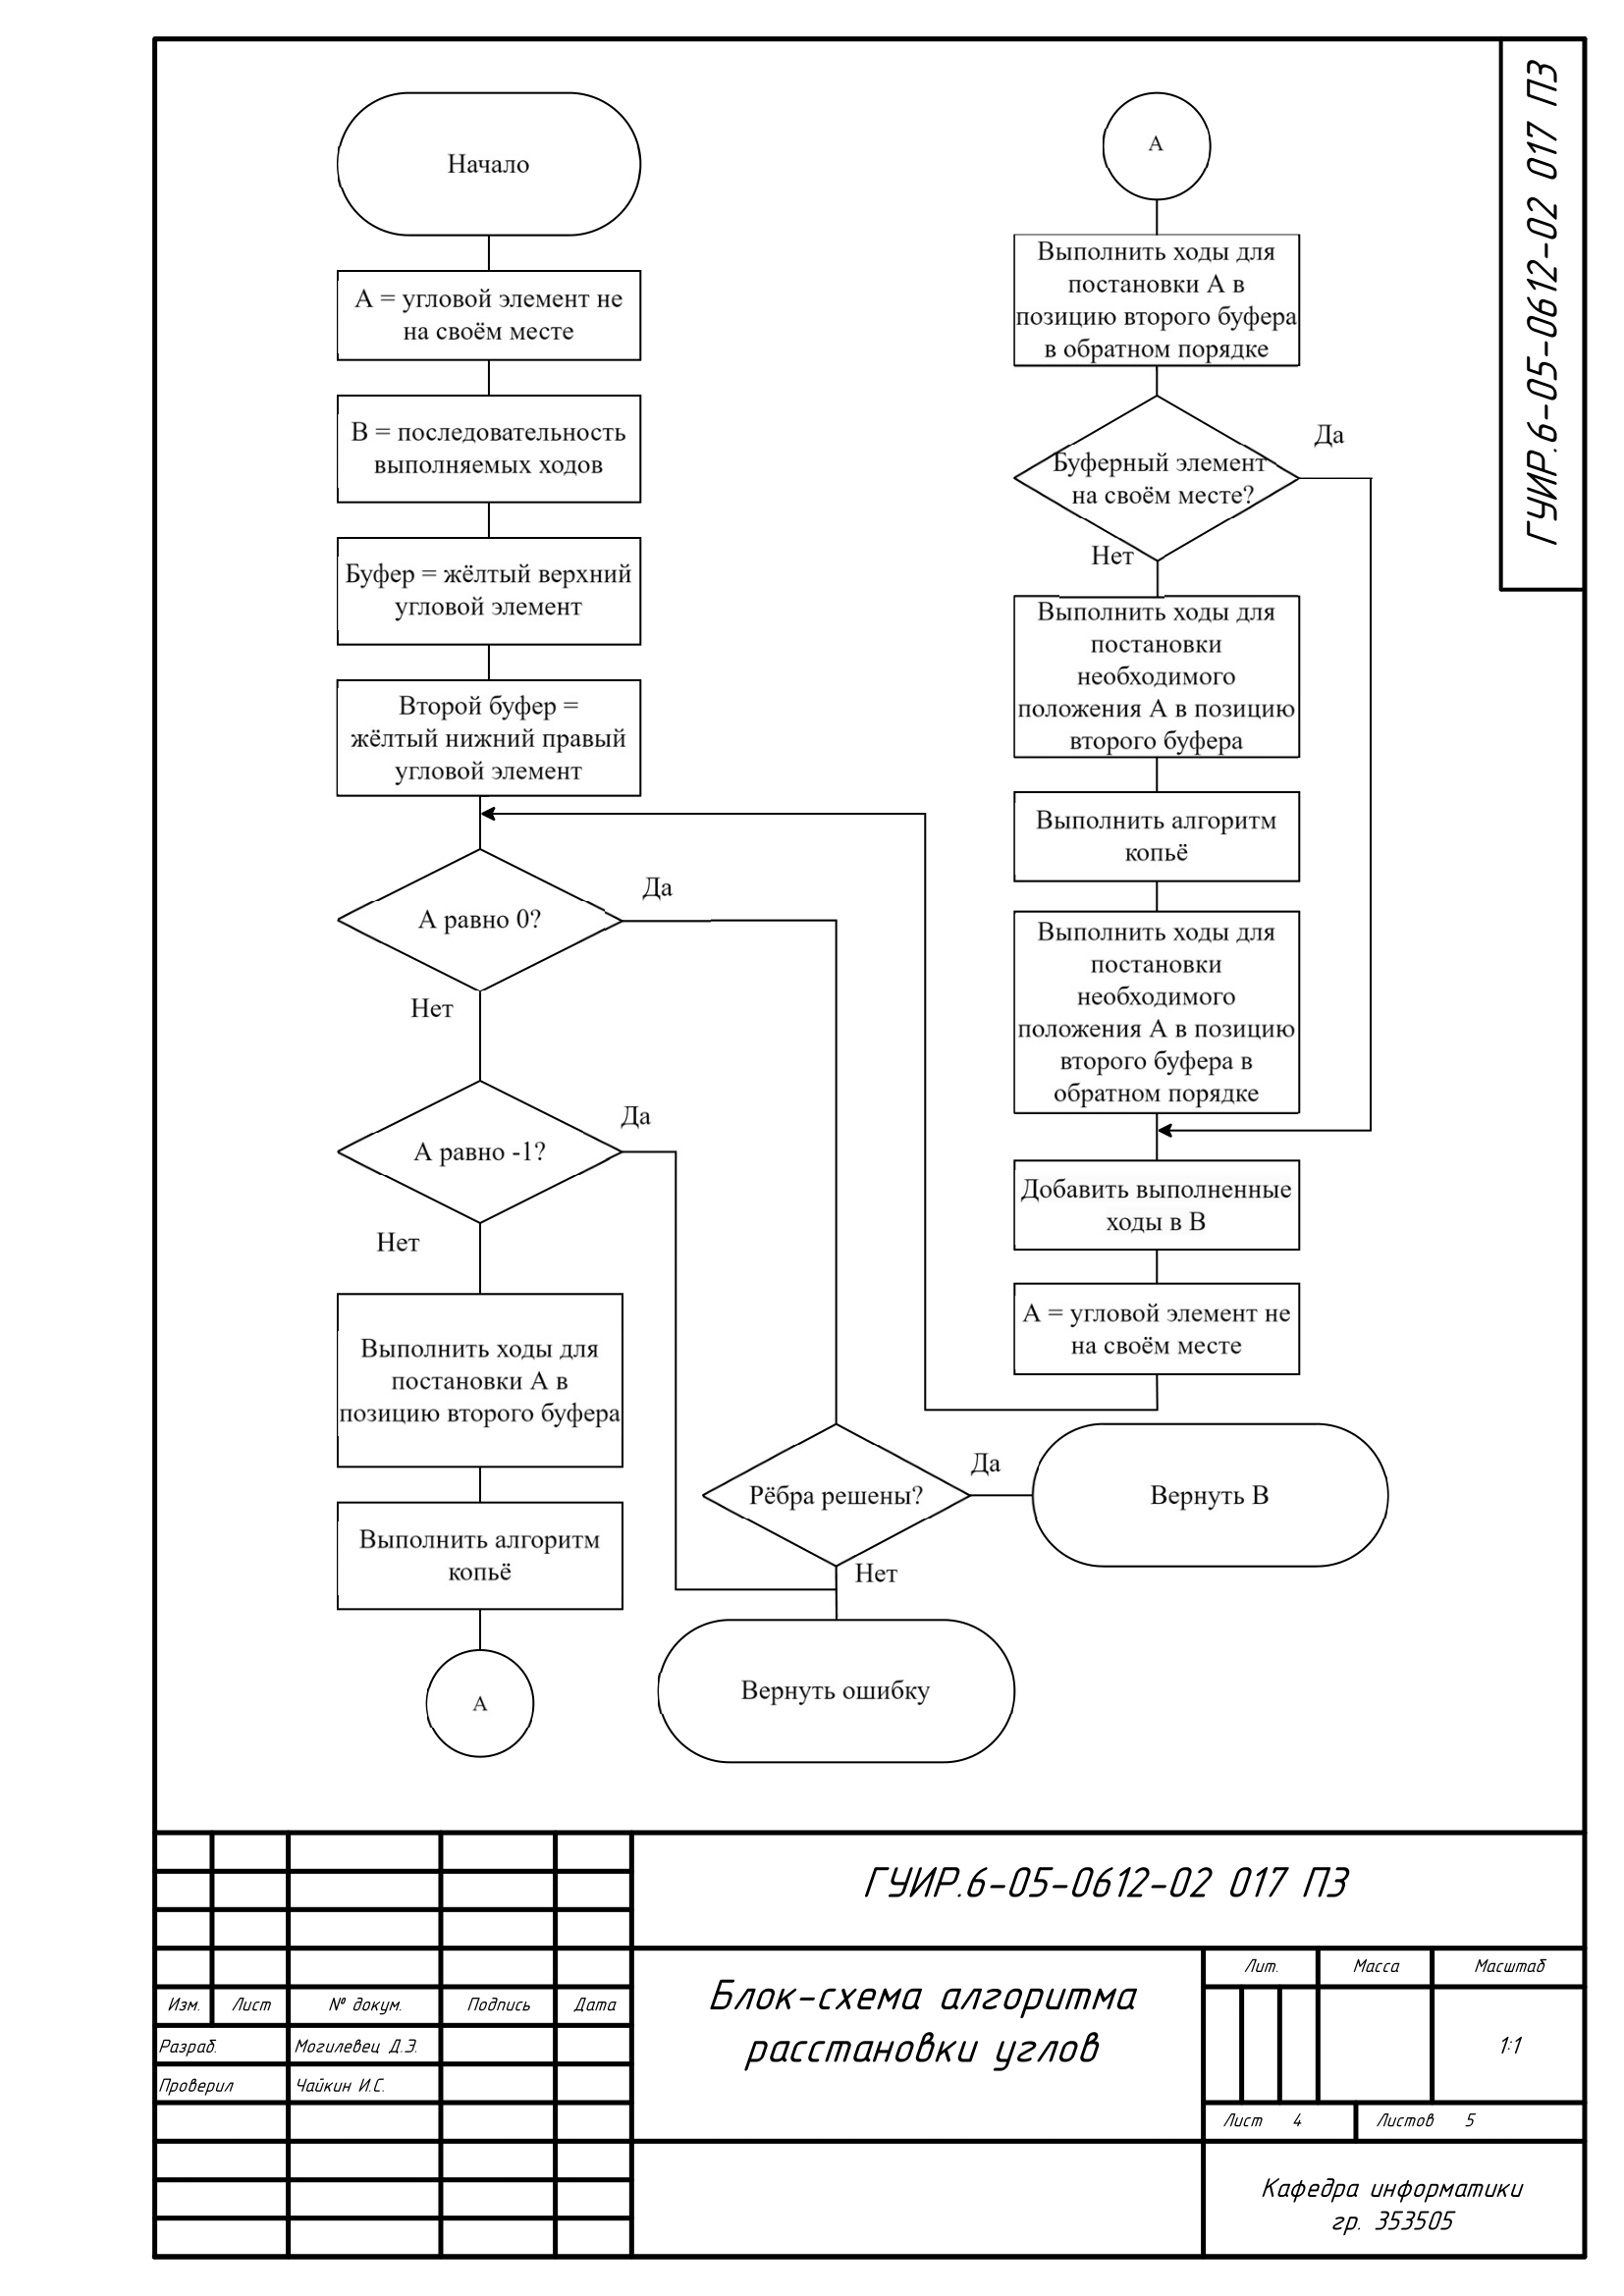 ГУИР.6-05-0612-02 017 ПЗ
Начало
А = угловой элемент не
на своём месте
В = последовательность
выполняемых ходов
Буфер = жёлтый верхний
угловой элемент
Второй буфер =
жёлтый нижний правый
угловой элемент
А равно 0?
Да
Нет
А равно -1?
Да
Нет
Выполнить ходы для
постановки А в
позицию второго буфера
Выполнить алгоритм
копьё
А
Рёбра решены?
Да
Нет
Вернуть В
Вернуть ошибку
А
Выполнить ходы для
постановки А в
позицию второго буфера
в обратном порядке
Буферный элемент
на своём месте?
Да
Нет
Выполнить ходы для
постановки
необходимого
положения А в позицию
второго буфера
Выполнить алгоритм
копьё
Выполнить ходы для
постановки
необходимого
положения А в позицию
второго буфера в
обратном порядке
Добавить выполненные
ходы в В
А = угловой элемент не
на своём месте
ГУИР.6-05-0612-02 017 ПЗ
Блок-схема алгоритма
расстановки углов
Лит. Масса Масштаб
1:1
Лист 4 Листов 5
Кафедра информатики
гр. 353505
Изм. Лист № докум. Подпись Дата
Разраб. Могилевец Д.Э.
Проверил Чайкин И.С.